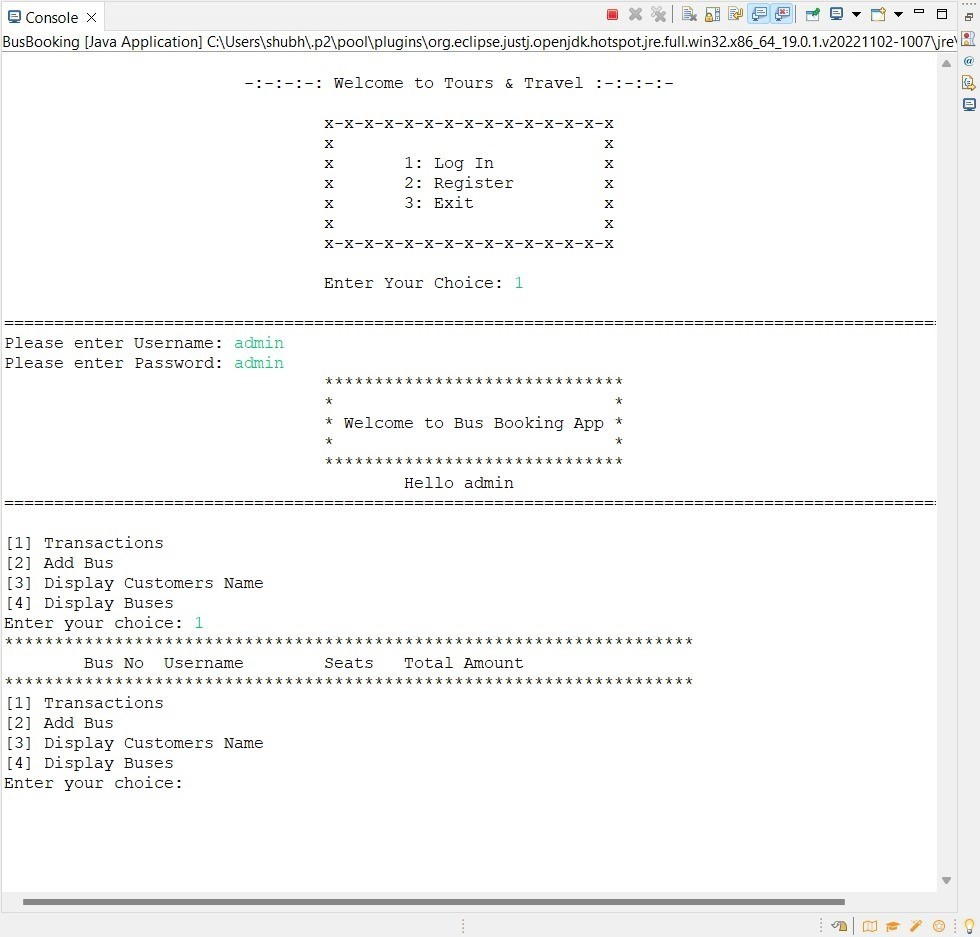 Console
BusBooking [Java Application] C:\Users\shubh\.p2\pool\plugins\org.eclipse.justj.openjdk.hotspot.jre.full.win32.x86_64_19.0.1.v20221102-1007\jre\
-:-:-:-:-: Welcome to Tours & Travel :-:-:-:-:-
x-x-x-x-x-x-x-x-x-x-x-x-x-x-x
x x
x 1: Log In x
x 2: Register x
x 3: Exit x
x x
x-x-x-x-x-x-x-x-x-x-x-x-x-x-x
Enter Your Choice: 1
==============================================================================================
Please enter Username: admin
Please enter Password: admin
******************************
* *
* Welcome to Bus Booking App *
* *
******************************
Hello admin
==============================================================================================
[1] Transactions
[2] Add Bus
[3] Display Customers Name
[4] Display Buses
Enter your choice: 1
*********************************************************************
Bus No Username Seats Total Amount
*********************************************************************
[1] Transactions
[2] Add Bus
[3] Display Customers Name
[4] Display Buses
Enter your choice: